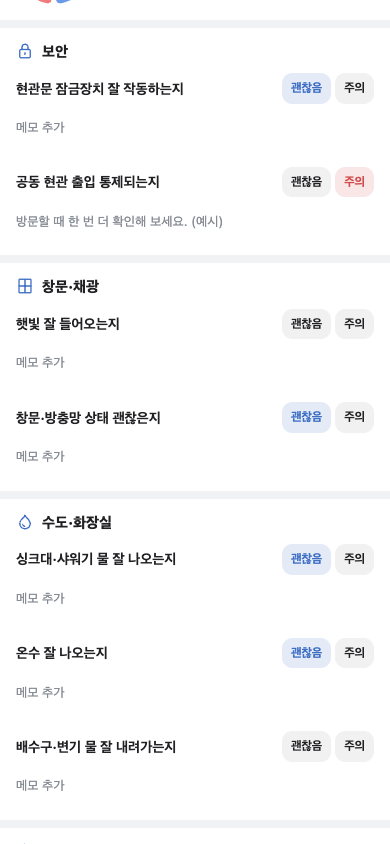 보안
현관문 잠금장치 잘 작동하는지 괜찮음 주의
메모 추가
공동 현관 출입 통제되는지 괜찮음 주의
방문할 때 한 번 더 확인해 보세요. (예시)
창문·채광
햇빛 잘 들어오는지 괜찮음 주의
메모 추가
창문·방충망 상태 괜찮은지 괜찮음 주의
메모 추가
수도·화장실
싱크대·샤워기 물 잘 나오는지 괜찮음 주의
메모 추가
온수 잘 나오는지 괜찮음 주의
메모 추가
배수구·변기 물 잘 내려가는지 괜찮음 주의
메모 추가